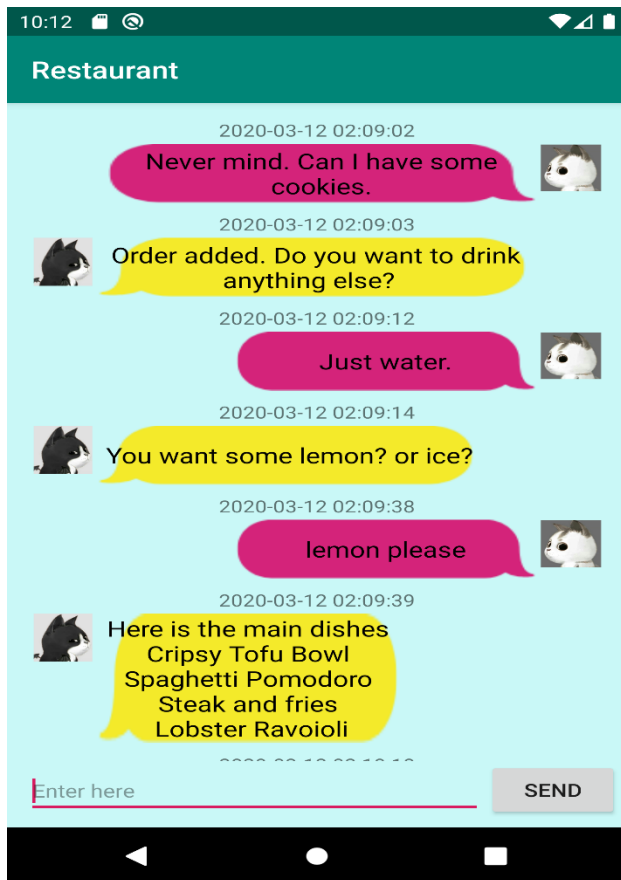 10:12
Restaurant
2020-03-12 02:09:02
Never mind. Can I have some
cookies.
2020-03-12 02:09:03
Order added. Do you want to drink
anything else?
2020-03-12 02:09:12
Just water.
2020-03-12 02:09:14
You want some lemon? or ice?
2020-03-12 02:09:38
lemon please
2020-03-12 02:09:39
Here is the main dishes
Cripsy Tofu Bowl
Spaghetti Pomodoro
Steak and fries
Lobster Ravoioli
Enter here
SEND